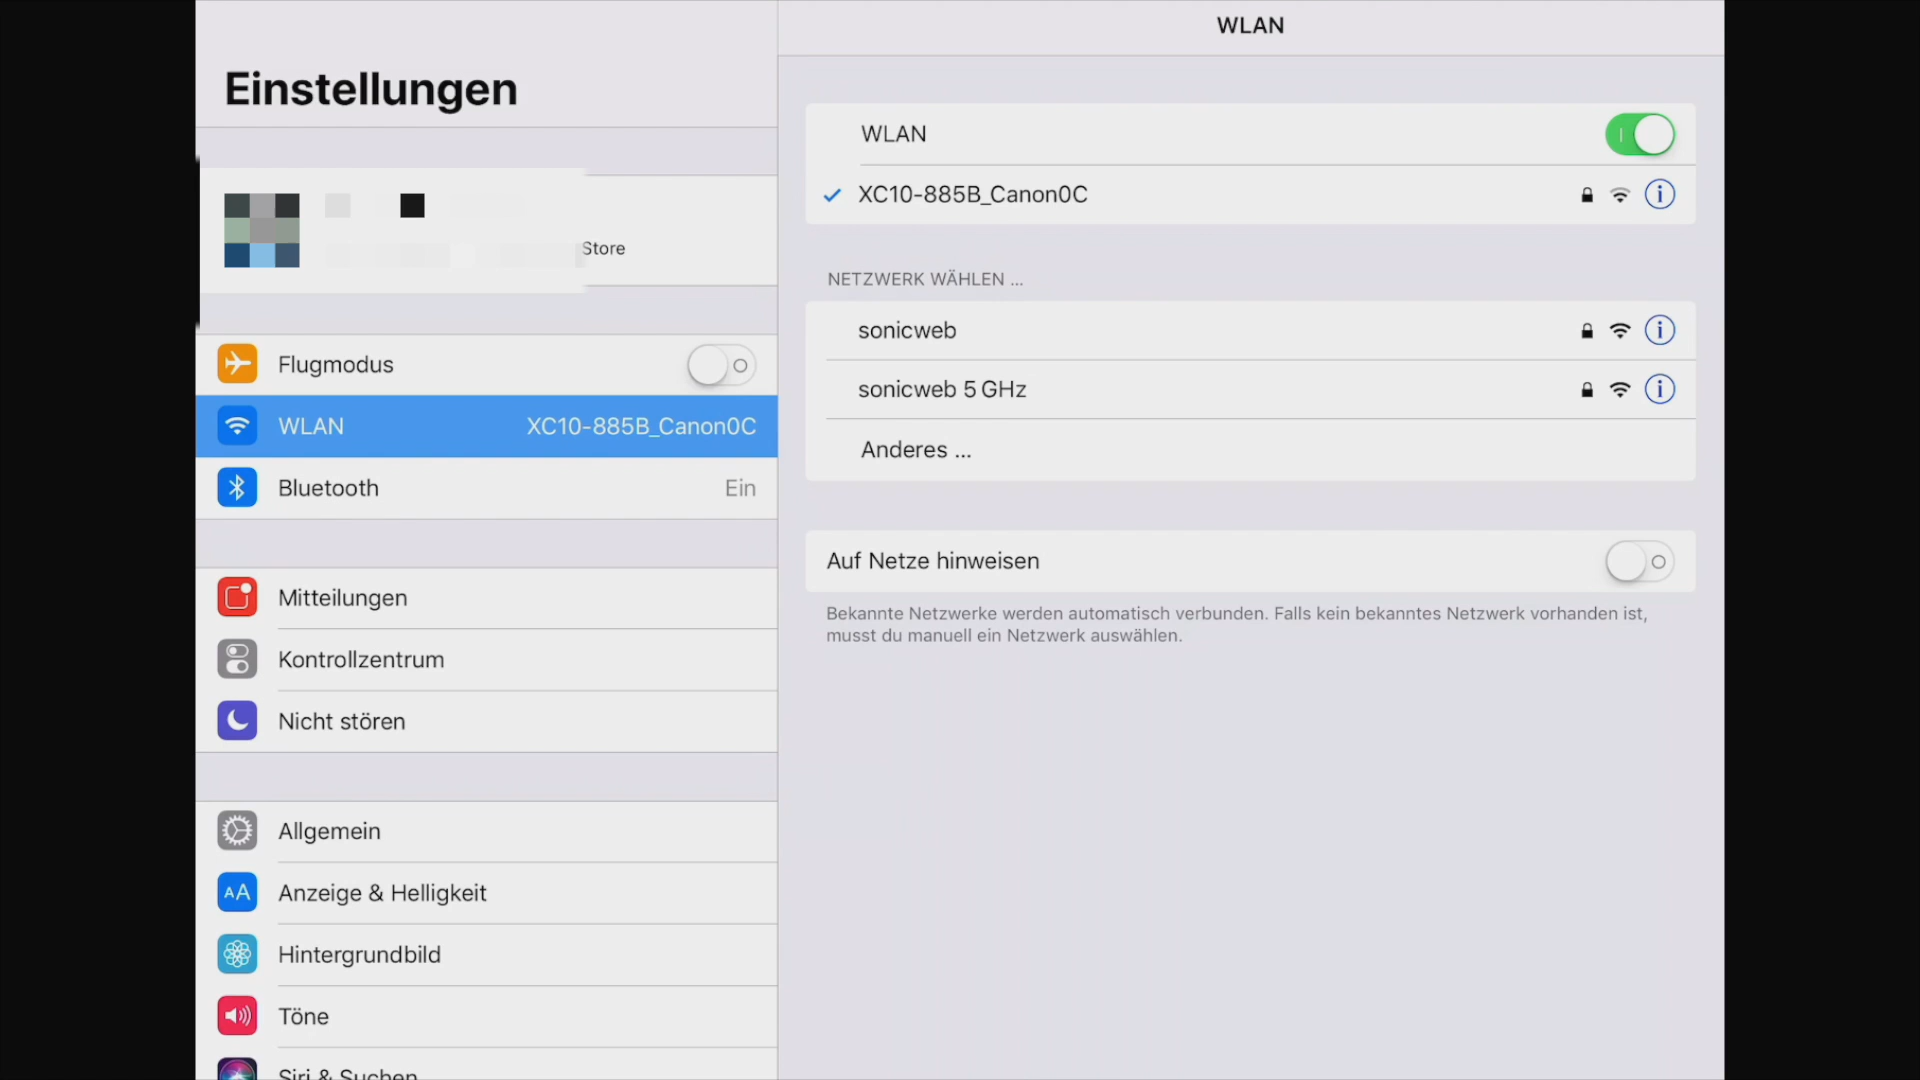 Einstellungen
Store
Flugmodus
WLAN XC10-885B_Canon0C
Bluetooth Ein
Mitteilungen
Kontrollzentrum
Nicht stören
Allgemein
AA Anzeige & Helligkeit
Hintergrundbild
Töne
Siri & Suchen
WLAN
WLAN
XC10-885B_Canon0C
NETZWERK WÄHLEN ...
sonicweb
sonicweb 5 GHz
Anderes ...
Auf Netze hinweisen
Bekannte Netzwerke werden automatisch verbunden. Falls kein bekanntes Netzwerk vorhanden ist,
musst du manuell ein Netzwerk auswählen.